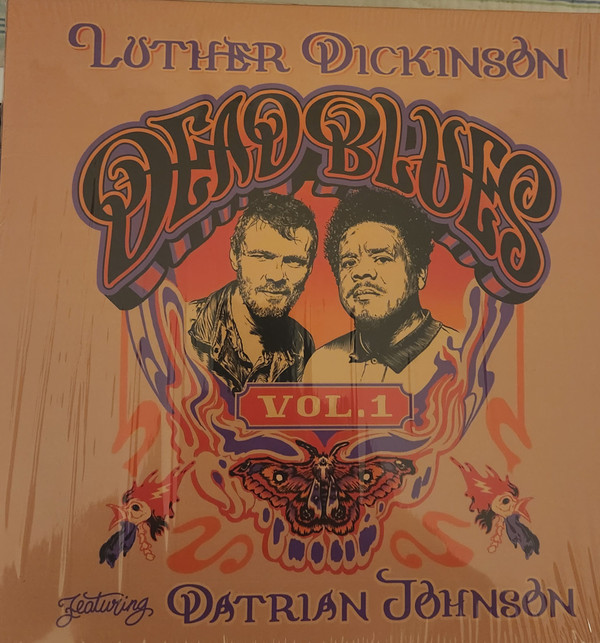 LUTHER DICKINSON
DEAD BLUES
VOL.1
Featuring DATRIAN JOHNSON